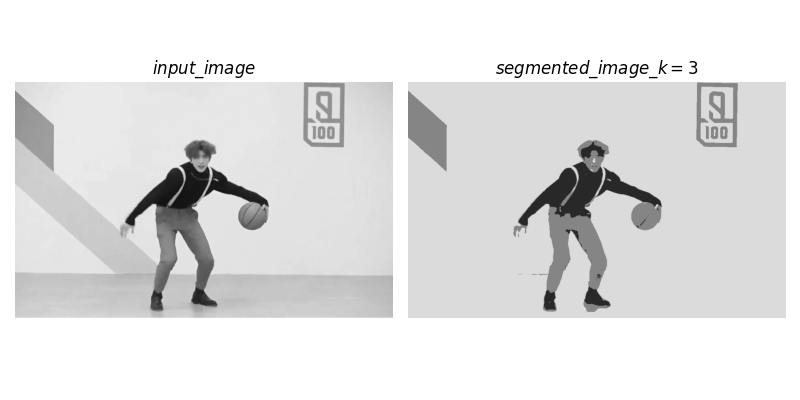 input_image
segmented_image_k = 3
100
100